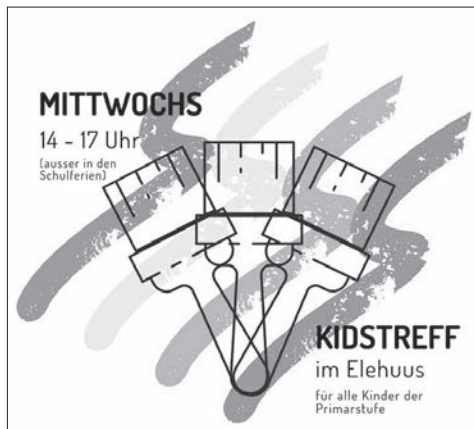 MITTWOCHS
14 - 17 Uhr
(ausser in den
Schulferien)
KIDSTREFF
im Elehuus
für alle Kinder der
Primarstufe